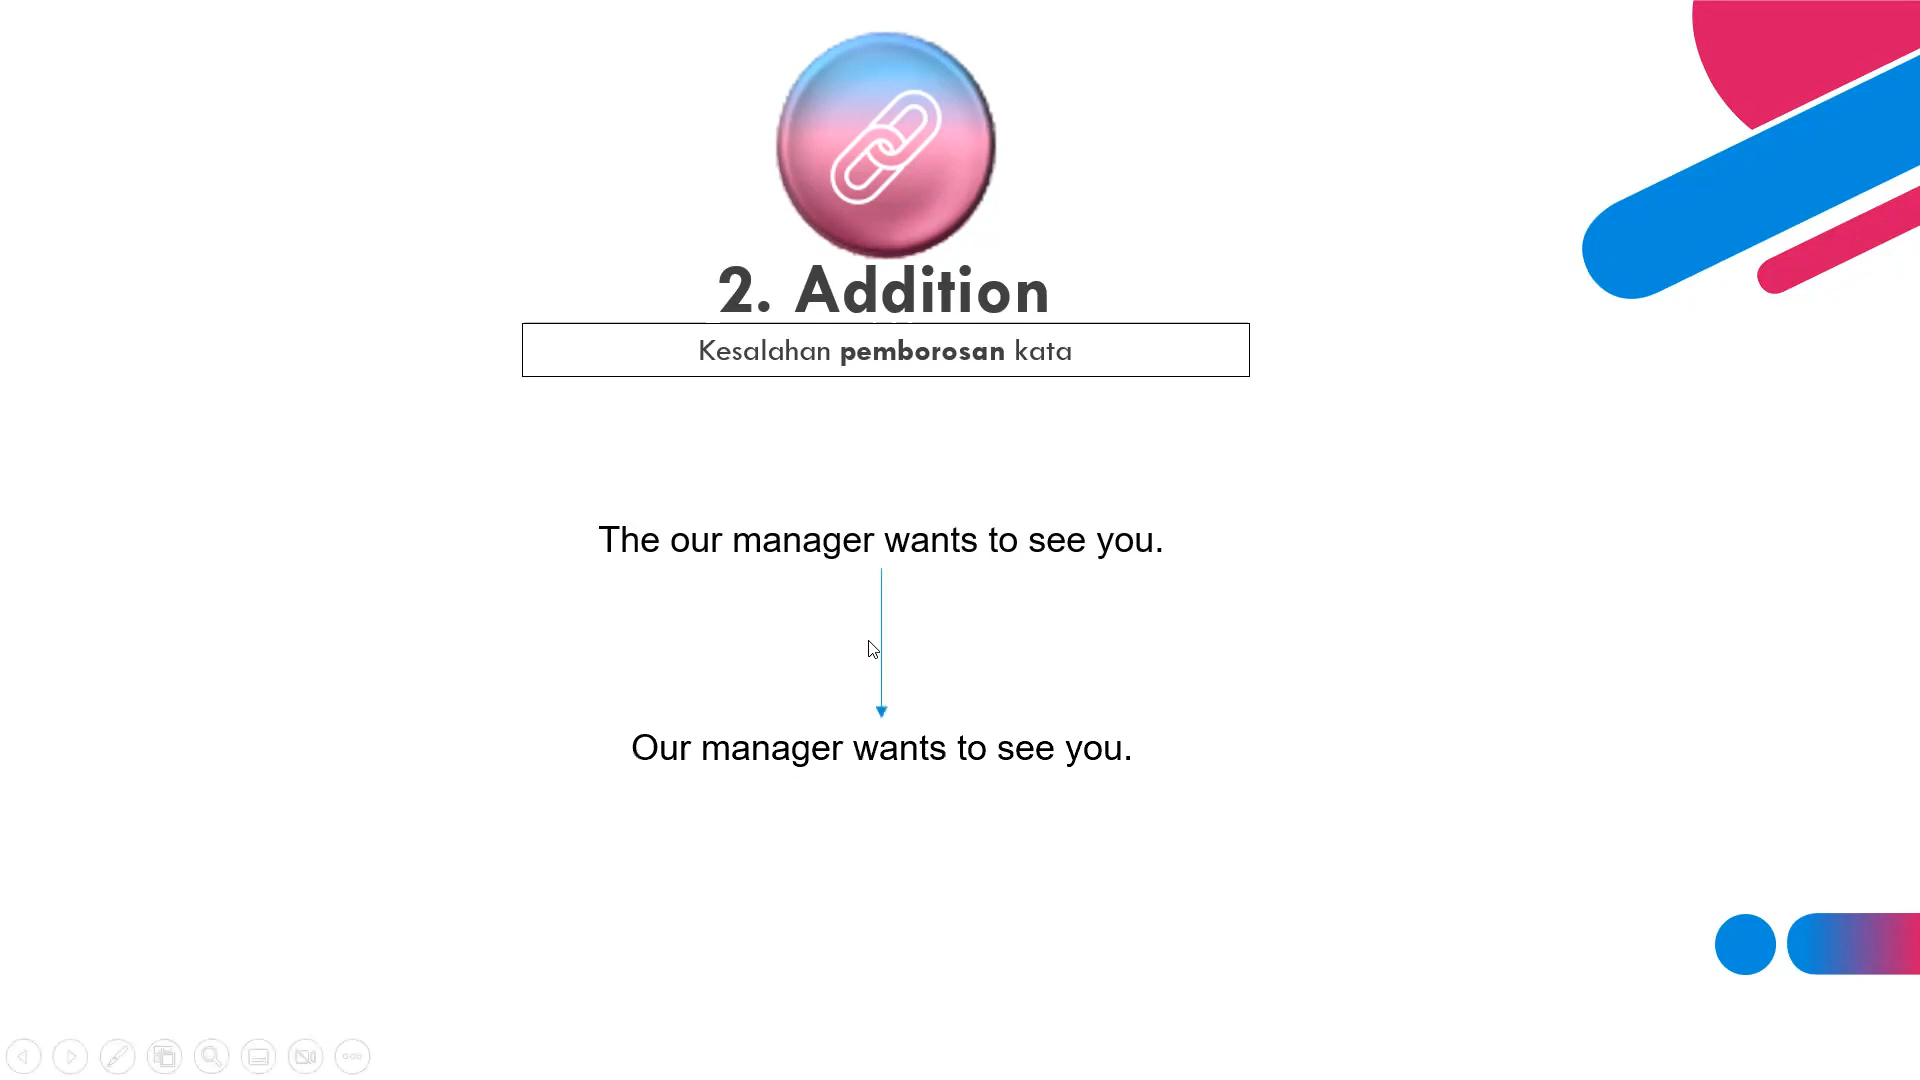 2. Addition
Kesalahan pemborosan kata
The our manager wants to see you.
Our manager wants to see you.